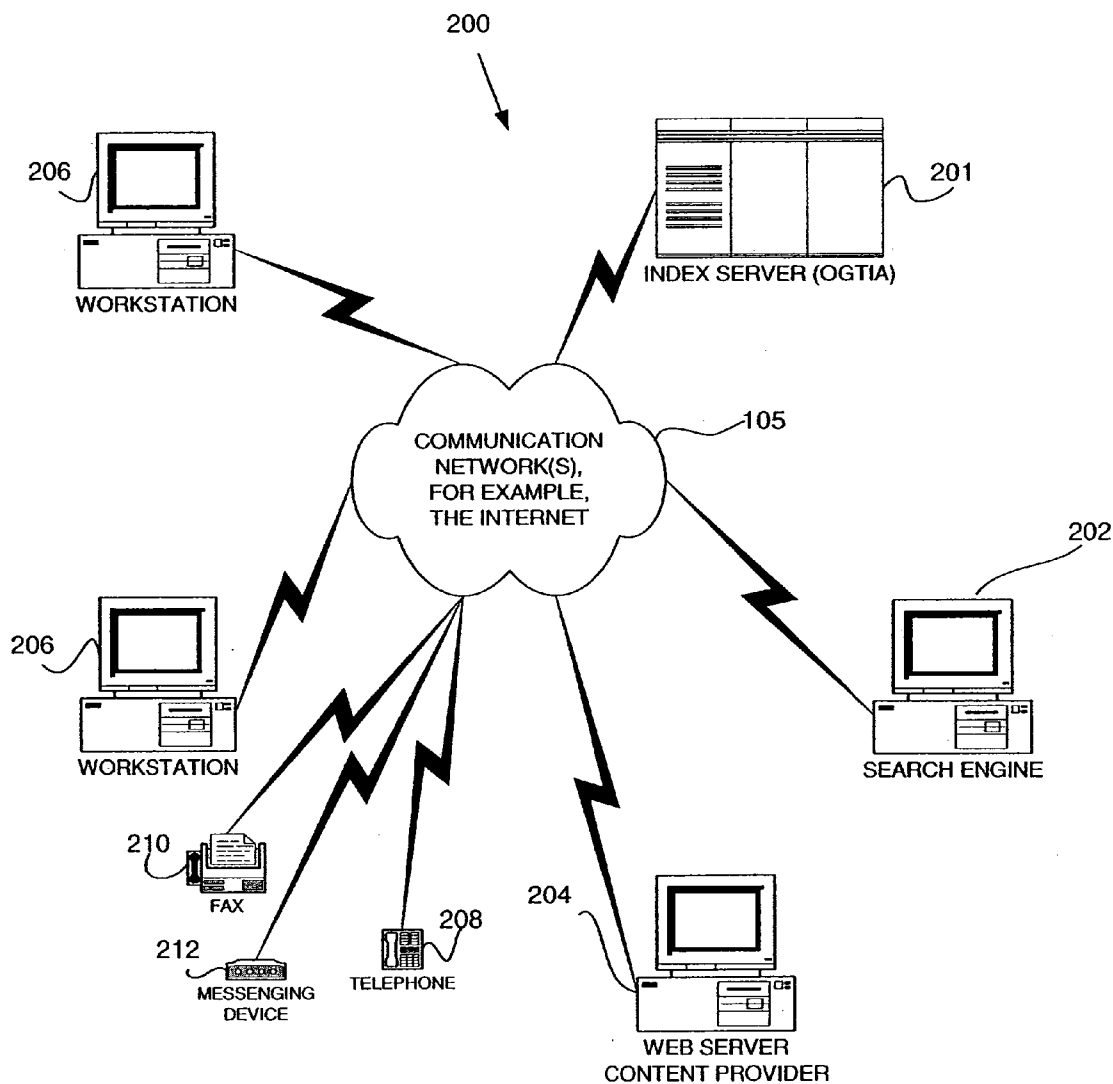 200
206
WORKSTATION
201
INDEX SERVER (OGTIA)
105
COMMUNICATION
NETWORK(S),
FOR EXAMPLE,
THE INTERNET
202
SEARCH ENGINE
206
WORKSTATION
210
FAX
212
MESSENGING
DEVICE
208
TELEPHONE
204
WEB SERVER
CONTENT PROVIDER